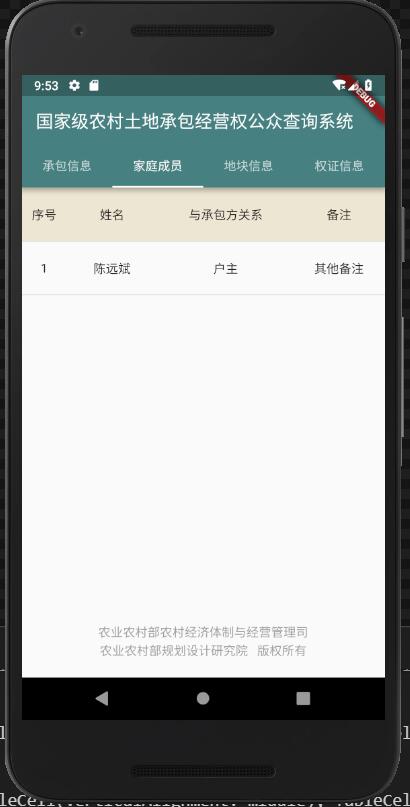 9:53
DEBUG
国家级农村土地承包经营权公众查询系统
承包信息 家庭成员 地块信息 权证信息
序号 姓名 与承包方关系 备注
1 陈远斌 户主 其他备注
农业农村部农村经济体制与经营管理司
农业农村部规划设计研究院 版权所有